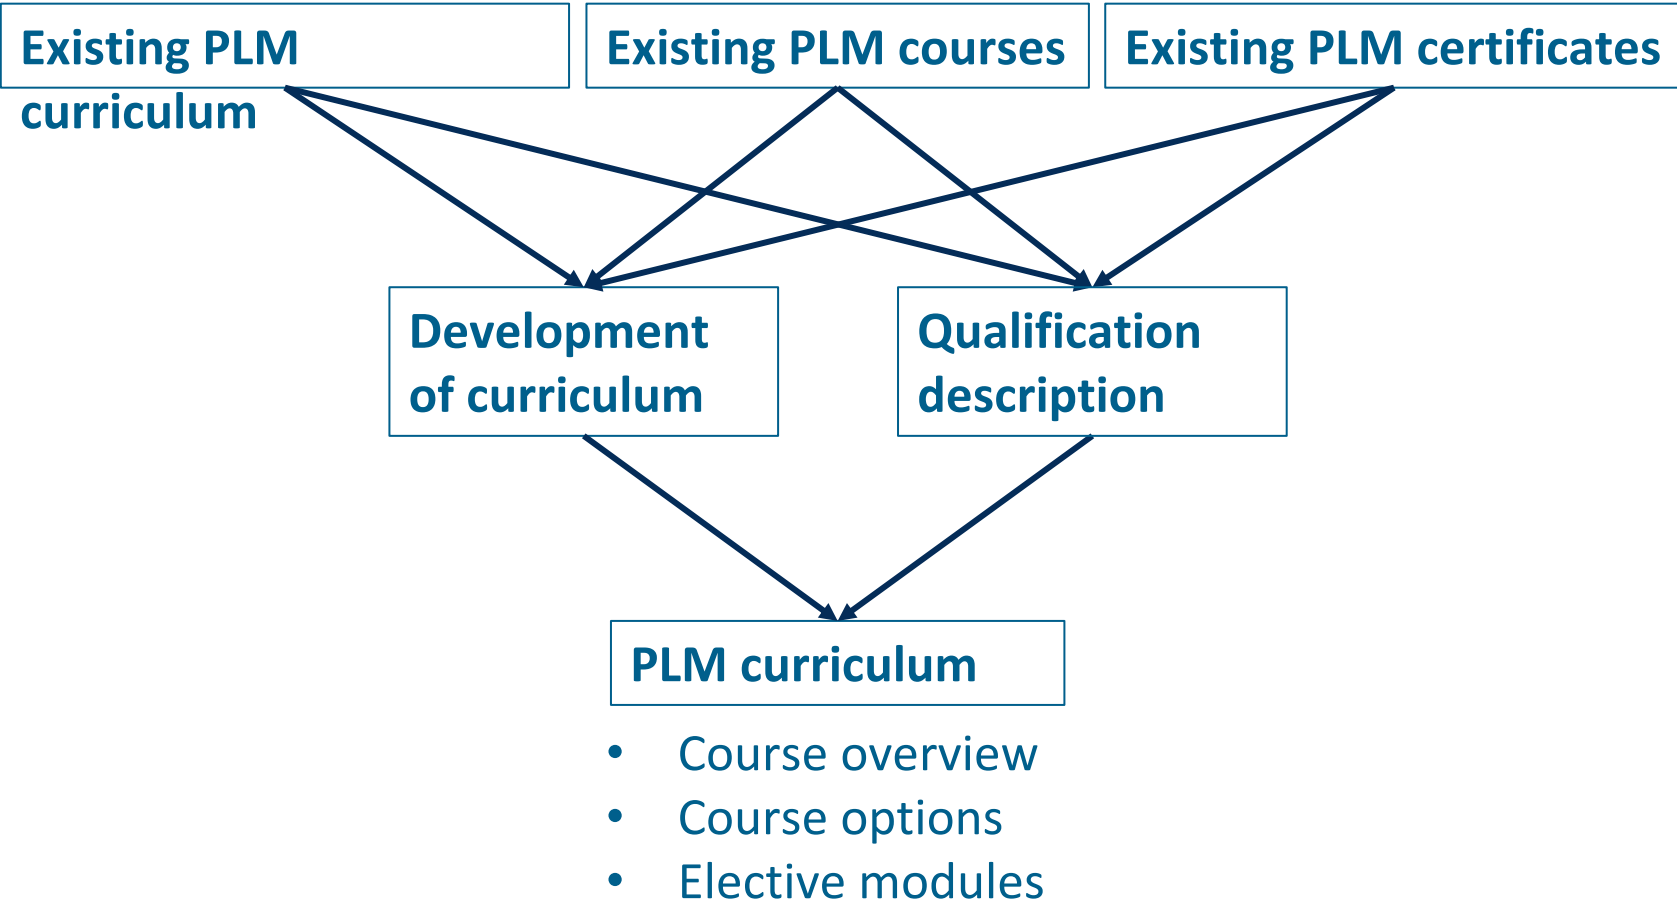 Existing PLM
curriculum
Existing PLM courses
Existing PLM certificates
Development
of curriculum
Qualification
description
PLM curriculum
• Course overview
• Course options
• Elective modules